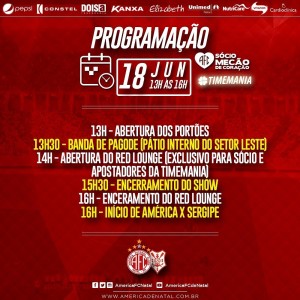 pepsi CONSTEL DOIS KANXA Elizabeth Unimed NutriCare Cardioclínica
PROGRAMAÇÃO
18 JUN
13H ÀS 16H
SÓCIO
MECÃO
DE CORAÇÃO
#TIMEMANIA
13H - ABERTURA DOS PORTÕES
13H30 - BANDA DE PAGODE (PÁTIO INTERNO DO SETOR LESTE)
14H - ABERTURA DO RED LOUNGE (EXCLUSIVO PARA SÓCIO E
APOSTADORES DA TIMEMANIA)
15H30 - ENCERRAMENTO DO SHOW
16H - ENCERRAMENTO DO RED LOUNGE
16H - INÍCIO DE AMÉRICA X SERGIPE
AmericaFCNatal AmericaFCdeNatal
WWW.AMERICADENATAL.COM.BR